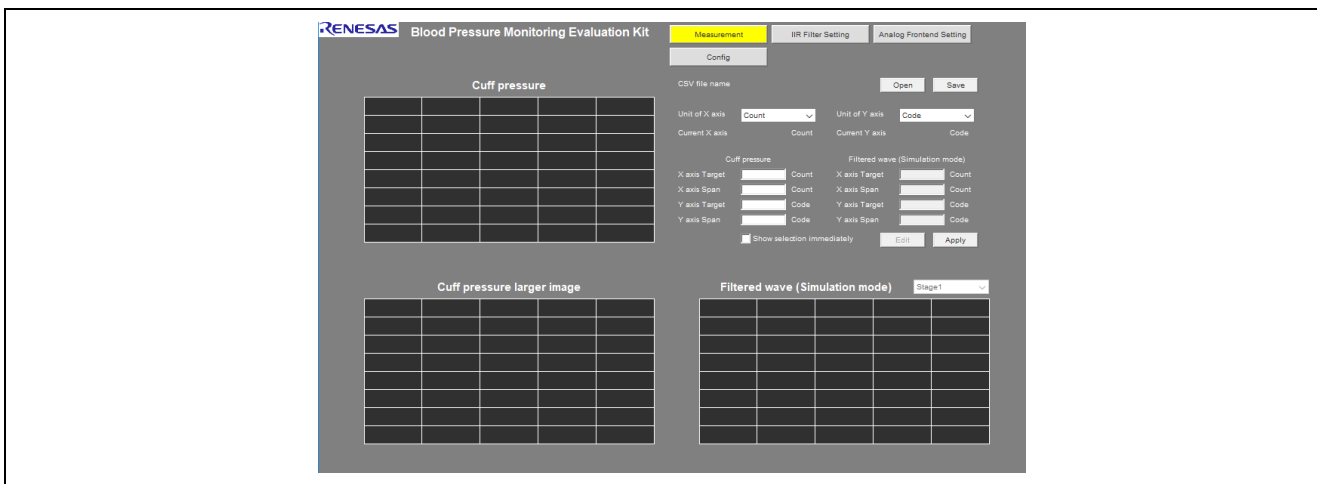 RENESAS Blood Pressure Monitoring Evaluation Kit
Measurement IIR Filter Setting Analog Frontend Setting
Config
Cuff pressure
CSV file name Open Save
Unit of X axis Count Unit of Y axis Code
Current X axis Count Current Y axis Code
Cuff pressure Filtered wave (Simulation mode)
X axis Target Count X axis Target Count
X axis Span Count X axis Span Count
Y axis Target Code Y axis Target Code
Y axis Span Code Y axis Span Code
Show selection immediately Edit Apply
Cuff pressure larger image
Filtered wave (Simulation mode) Stage1